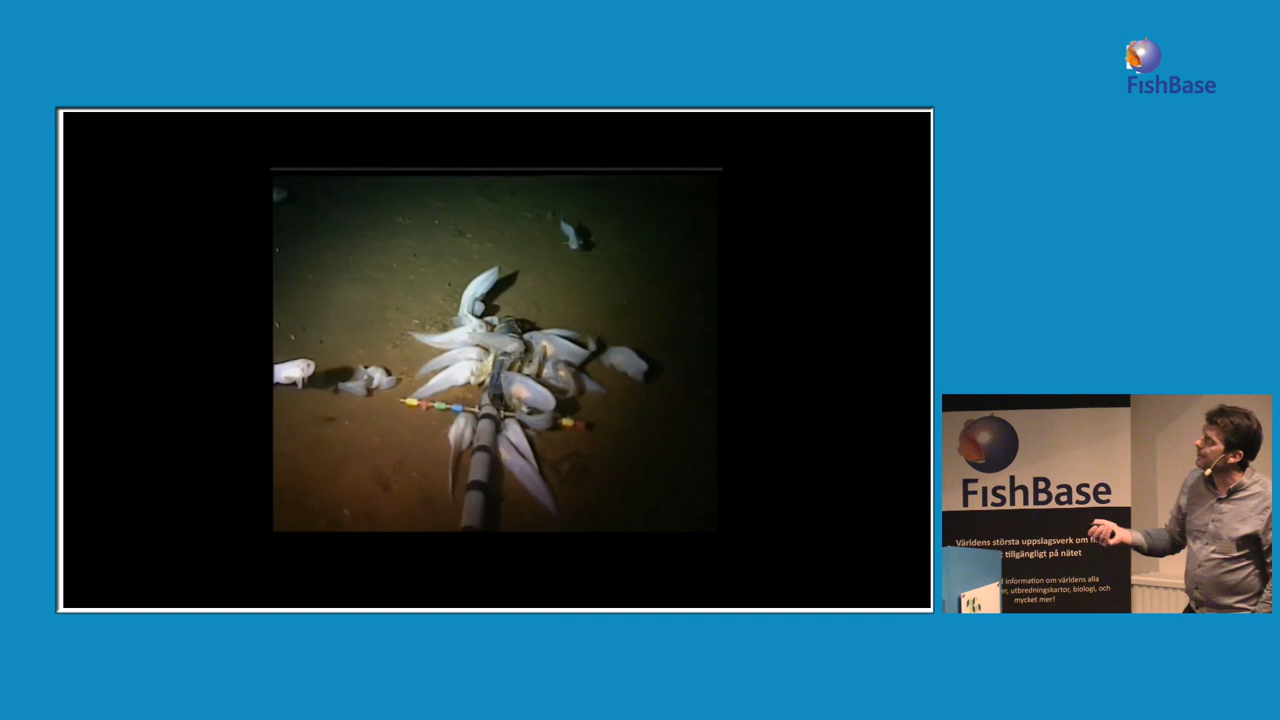 FishBase
FishBase
Världens största uppslagsverk om
tillgängligt på nätet
information om världens alla
utbredningskartor, biologi, och
mycket mer!